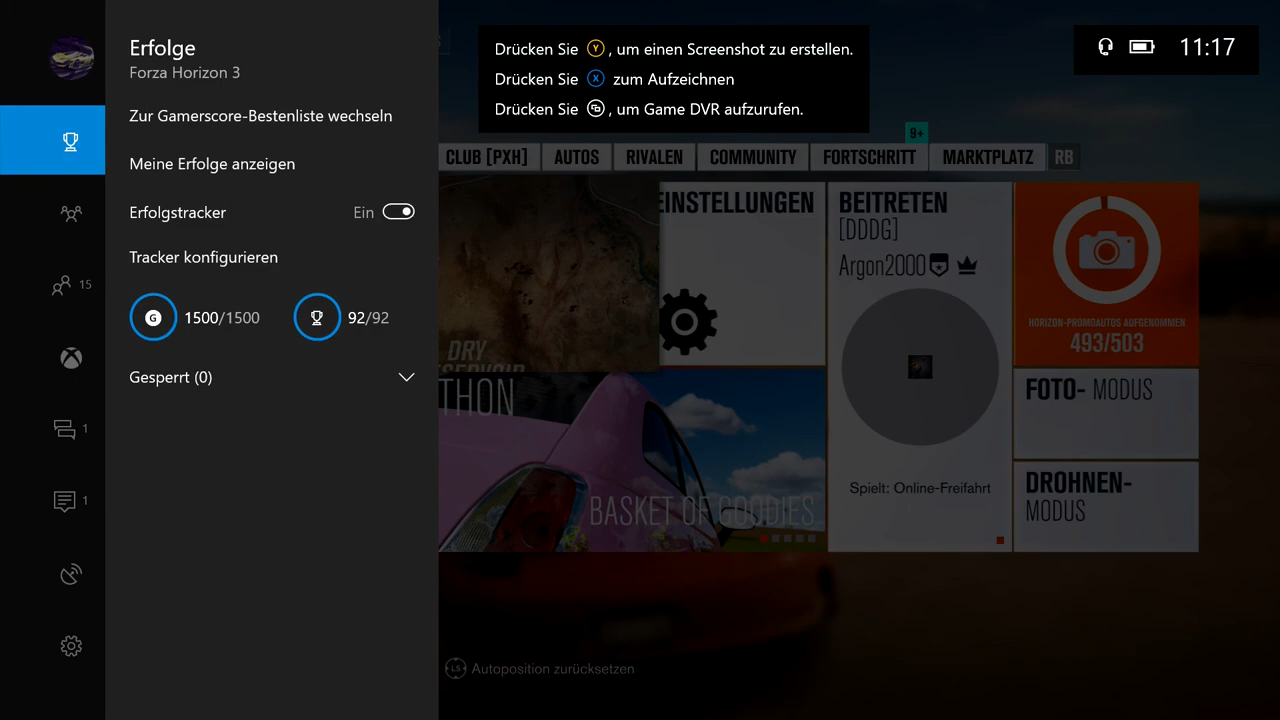 Erfolge
Forza Horizon 3
Zur Gamerscore-Bestenliste wechseln
Meine Erfolge anzeigen
Erfolgstracker Ein
Tracker konfigurieren
G 1500/1500 92/92
Gesperrt (0)
15
1
1
Drücken Sie Y, um einen Screenshot zu erstellen.
Drücken Sie X zum Aufzeichnen
Drücken Sie , um Game DVR aufzurufen.
11:17
9+
CLUB [PXH] AUTOS RIVALEN COMMUNITY FORTSCHRITT MARKTPLATZ RB
DRY
THON
BASKET OF GOODIES
EINSTELLUNGEN
BEITRETEN
[DDDG]
Argon2000
Spielt: Online-Freifahrt
HORIZON-PROMOAUTOS AUFGENOMMEN
493/503
FOTO- MODUS
DROHNEN-
MODUS
LS Autoposition zurücksetzen